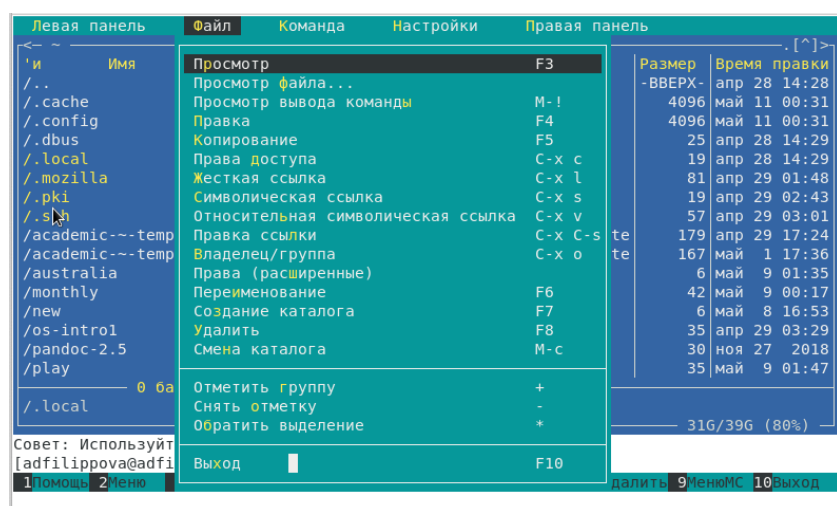 Левая панель Файл Команда Настройки Правая панель
<— ~ .[^]>
'и Имя Просмотр F3 Размер Время правки
/.. Просмотр файла... -ВВЕРХ- апр 28 14:28
/.cache Просмотр вывода команды M-! 4096 май 11 00:31
/.config Правка F4 4096 май 11 00:31
/.dbus Копирование F5 25 апр 28 14:29
/.local Права доступа C-x c 19 апр 28 14:29
/.mozilla Жесткая ссылка C-x l 81 апр 29 01:48
/.pki Символическая ссылка C-x s 19 апр 29 02:43
/.ssh Относительная символическая ссылка C-x v 57 апр 29 03:01
/academic-~-temp Правка ссылки C-x C-s te 179 апр 29 17:24
/academic-~-temp Владелец/группа C-x o te 167 май 1 17:36
/australia Права (расширенные) 6 май 9 01:35
/monthly Переименование F6 42 май 9 00:17
/new Создание каталога F7 6 май 8 16:53
/os-intro1 Удалить F8 35 апр 29 03:29
/pandoc-2.5 Смена каталога M-c 30 ноя 27 2018
/play 35 май 9 01:47
0 ба Отметить группу +
/.local Снять отметку -
Обратить выделение * 31G/39G (80%)
Совет: Используйт
[adfilippova@adfi Выход F10
1Помощь 2Меню далить 9МенюMC 10Выход